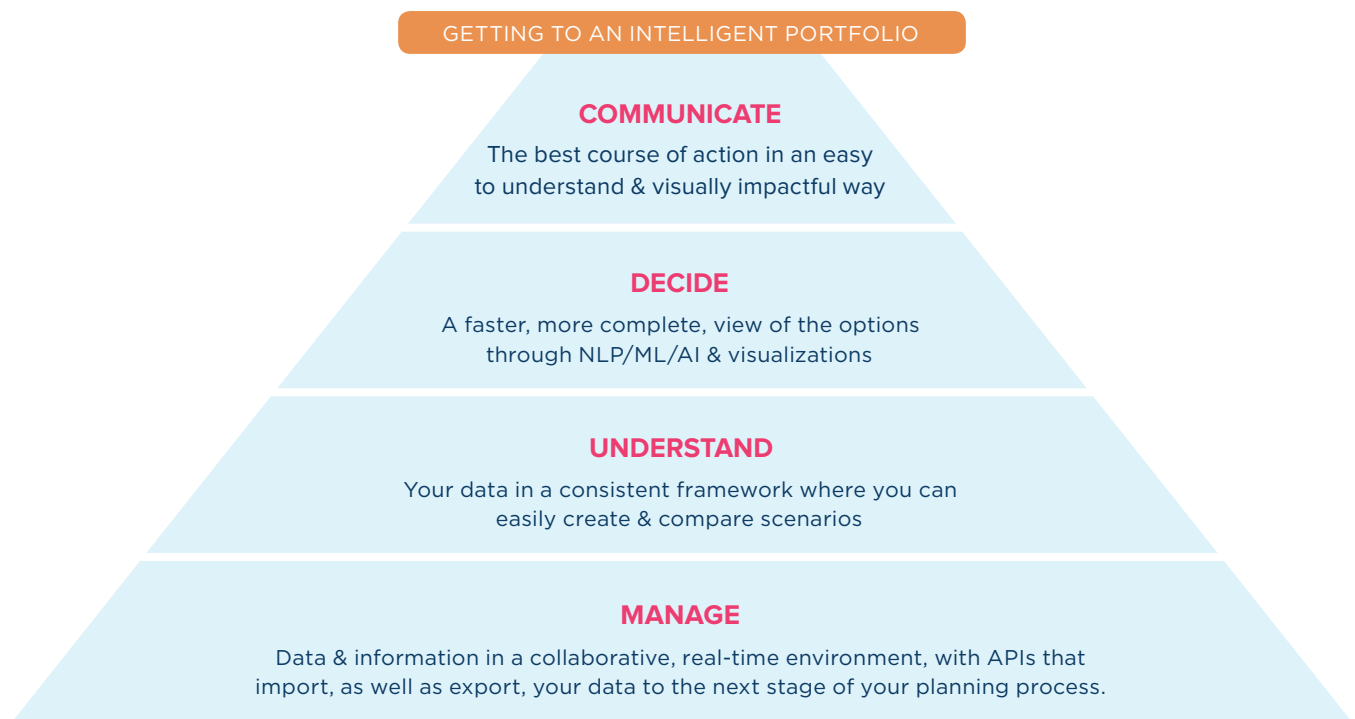 GETTING TO AN INTELLIGENT PORTFOLIO
COMMUNICATE
The best course of action in an easy
to understand & visually impactful way
DECIDE
A faster, more complete, view of the options
through NLP/ML/AI & visualizations
UNDERSTAND
Your data in a consistent framework where you can
easily create & compare scenarios
MANAGE
Data & information in a collaborative, real-time environment, with APIs that
import, as well as export, your data to the next stage of your planning process.